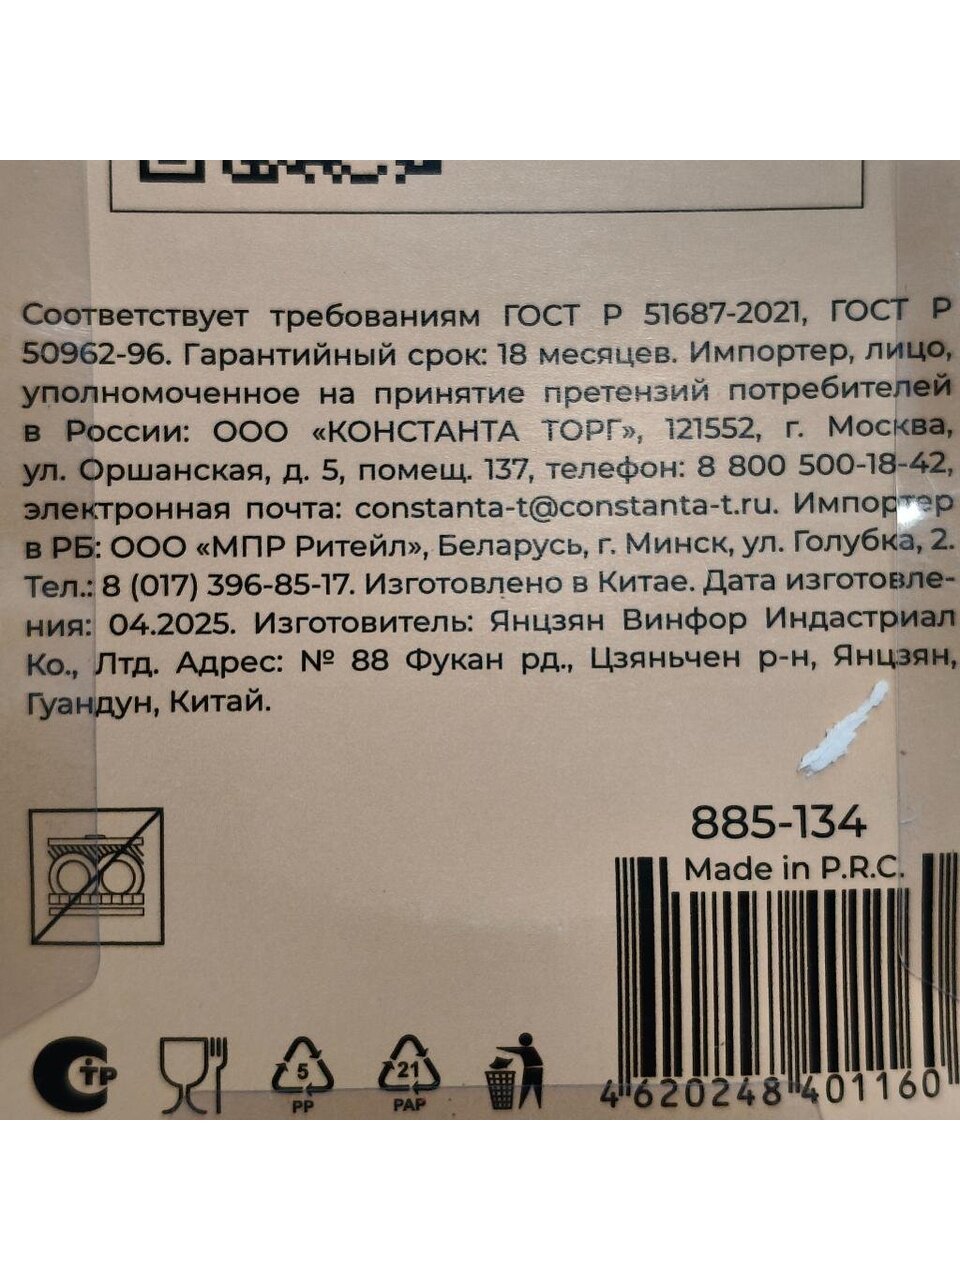 Соответствует требованиям ГОСТ Р 51687-2021, ГОСТ Р
50962-96. Гарантийный срок: 18 месяцев. Импортер, лицо,
уполномоченное на принятие претензий потребителей
в России: ООО «КОНСТАНТА ТОРГ», 121552, г. Москва,
ул. Оршанская, д. 5, помещ. 137, телефон: 8 800 500-18-42,
электронная почта: constanta-t@constanta-t.ru. Импортер
в РБ: ООО «МПР Ритейл», Беларусь, г. Минск, ул. Голубка, 2.
Тел.: 8 (017) 396-85-17. Изготовлено в Китае. Дата изготовле-
ния: 04.2025. Изготовитель: Янцзян Винфор Индастриал
Ко., Лтд. Адрес: № 88 Фукан рд., Цзяньчен р-н, Янцзян,
Гуандун, Китай.
885-134
Made in P.R.C.
4 620248 401160
СТР
5
PP
21
PAP